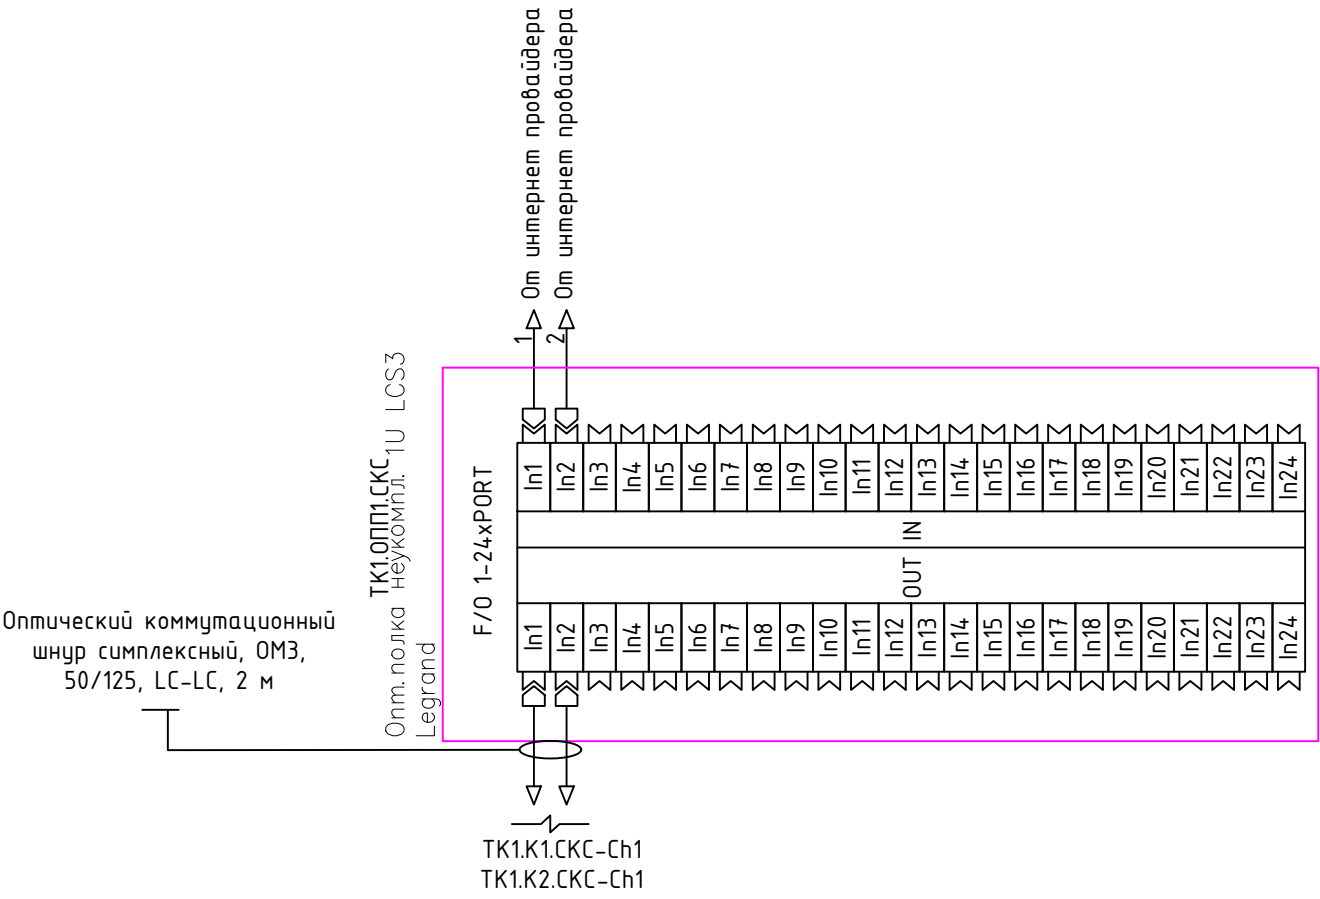 От интернет провайдера
От интернет провайдера
1
2
ТК1.ОПП1.СКС
Опт.полка неукомпл. 1U LCS3
Legrand
F/O 1-24xPORT
In1 In2 In3 In4 In5 In6 In7 In8 In9 In10 In11 In12 In13 In14 In15 In16 In17 In18 In19 In20 In21 In22 In23 In24
IN
OUT
In1 In2 In3 In4 In5 In6 In7 In8 In9 In10 In11 In12 In13 In14 In15 In16 In17 In18 In19 In20 In21 In22 In23 In24
Оптический коммутационный
шнур симплексный, ОМ3,
50/125, LC-LC, 2 м
ТК1.К1.СКС-Ch1
ТК1.К2.СКС-Ch1